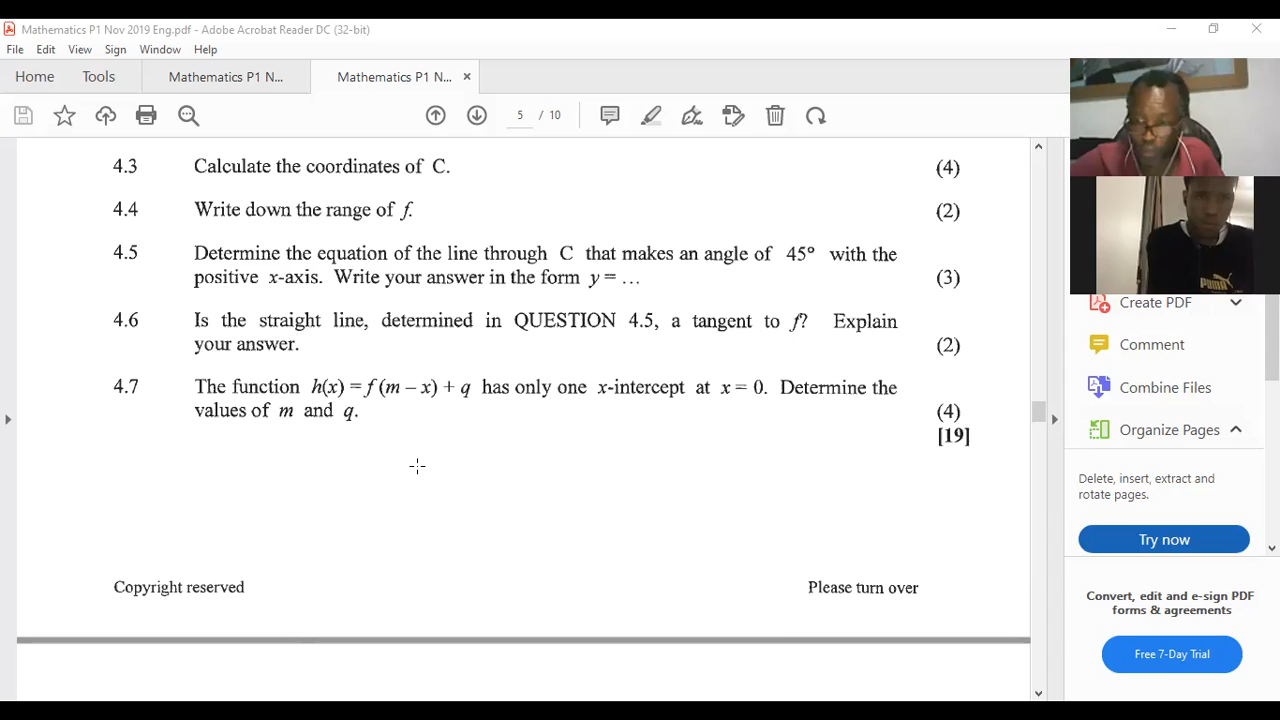 Mathematics P1 Nov 2019 Eng.pdf - Adobe Acrobat Reader DC (32-bit)
File Edit View Sign Window Help
Home Tools Mathematics P1 N... Mathematics P1 N... ×
5 / 10
4.3 Calculate the coordinates of C. (4)
4.4 Write down the range of f. (2)
4.5 Determine the equation of the line through C that makes an angle of 45° with the
positive x-axis. Write your answer in the form y = … (3)
4.6 Is the straight line, determined in QUESTION 4.5, a tangent to f? Explain
your answer. (2)
4.7 The function h(x) = f (m – x) + q has only one x-intercept at x = 0. Determine the
values of m and q. (4)
[19]
Copyright reserved Please turn over
PUMA
Create PDF
Comment
Combine Files
Organize Pages
Delete, insert, extract and
rotate pages.
Try now
Convert, edit and e-sign PDF
forms & agreements
Free 7-Day Trial